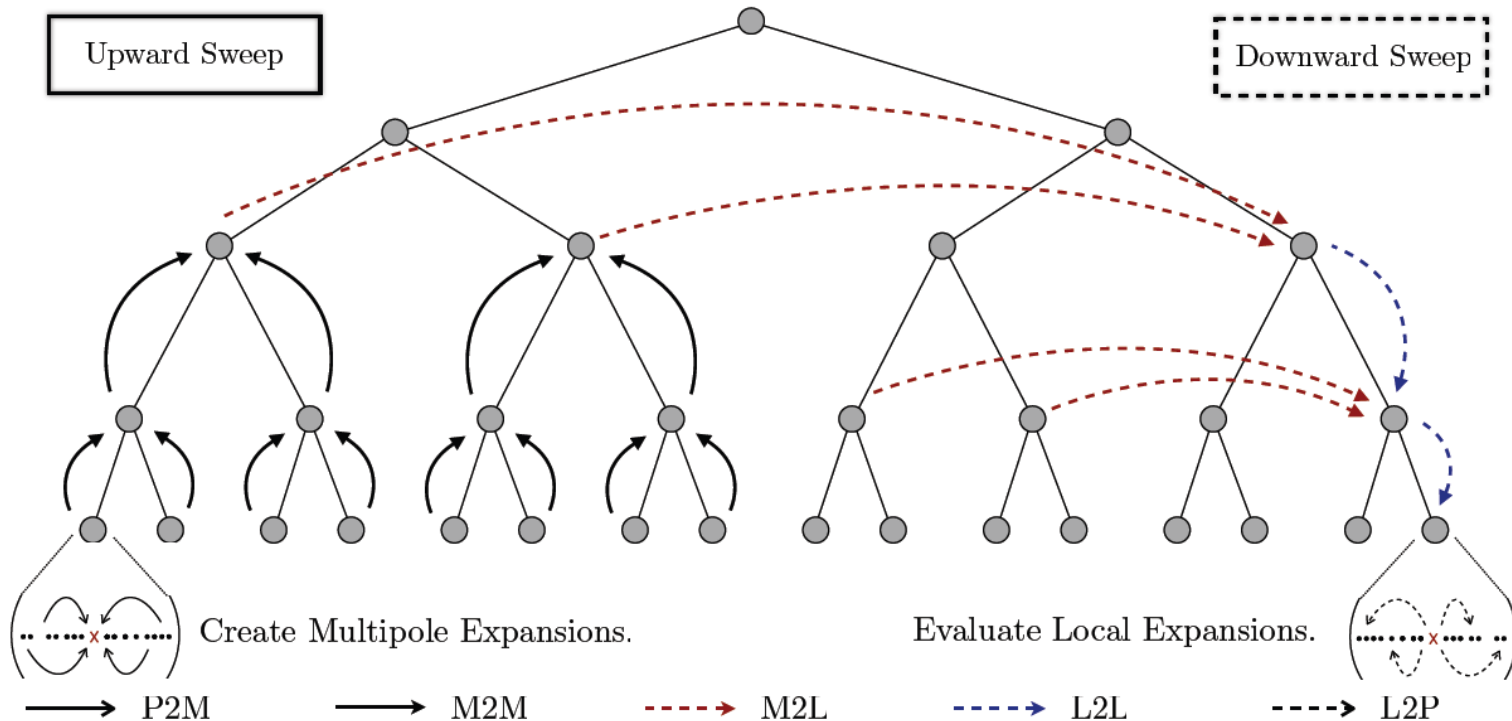 Upward Sweep
Downward Sweep
x
x
Create Multipole Expansions.
Evaluate Local Expansions.
P2M
M2M
M2L
L2L
L2P